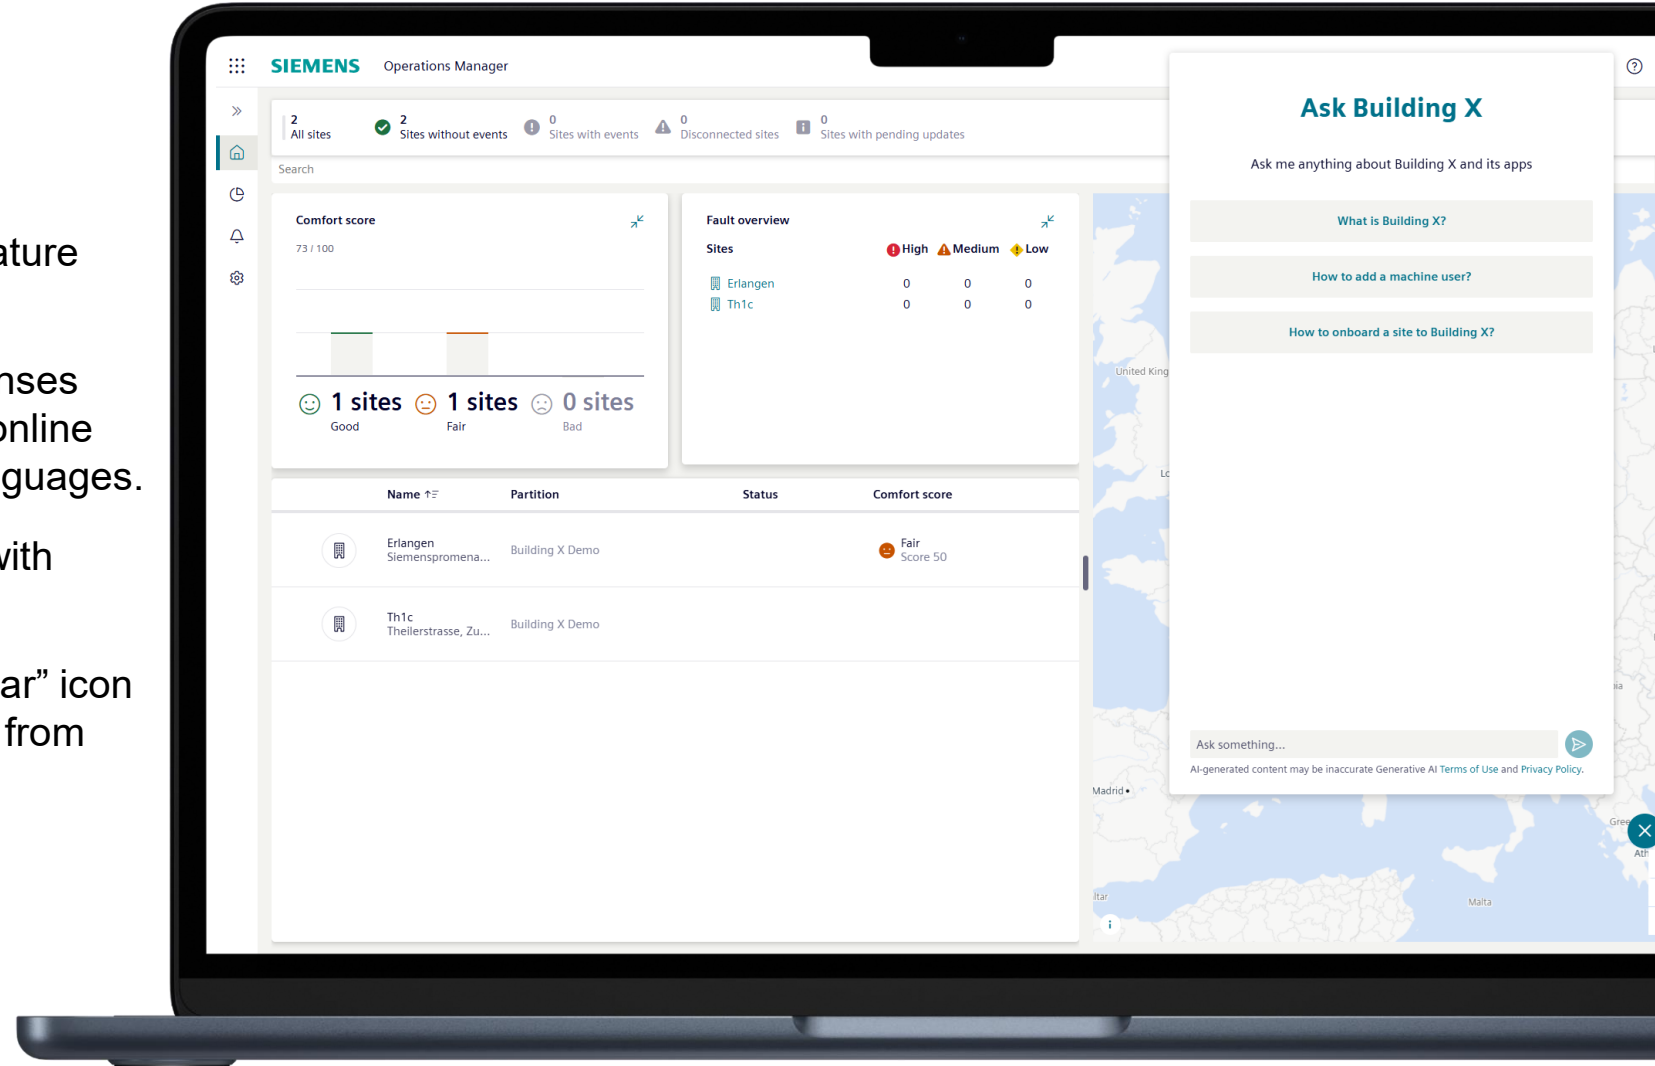 ature
nses
online
guages.
with
ar” icon
from
SIEMENS Operations Manager
2
All sites
2
Sites without events
0
Sites with events
0
Disconnected sites
0
Sites with pending updates
Search
Comfort score
73 / 100
1 sites
Good
1 sites
Fair
0 sites
Bad
Fault overview
Sites High Medium Low
Erlangen 0 0 0
Th1c 0 0 0
Name Partition Status Comfort score
Erlangen
Siemenspromena...
Building X Demo
Fair
Score 50
Th1c
Theilerstrasse, Zu...
Building X Demo
United King
Lo
Madrid
ltar
Malta
Gree
Ath
ia
Ask Building X
Ask me anything about Building X and its apps
What is Building X?
How to add a machine user?
How to onboard a site to Building X?
Ask something...
AI-generated content may be inaccurate Generative AI Terms of Use and Privacy Policy.